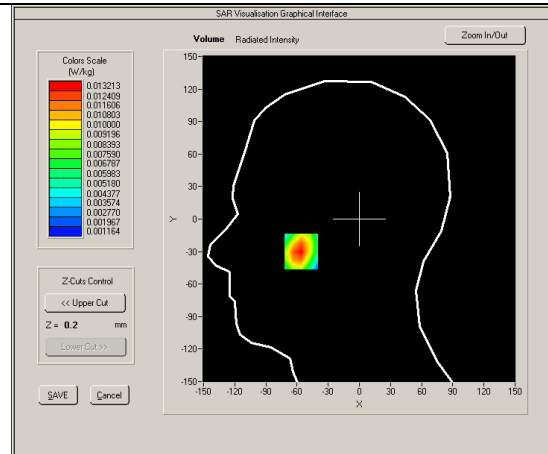 SAR Visualisation Graphical Interface
Volume Radiated Intensity
Zoom In/Out
Colors Scale
(W/kg)
0.013213
0.012409
0.011606
0.010803
0.010000
0.009196
0.008393
0.007590
0.006787
0.005983
0.005180
0.004377
0.003574
0.002770
0.001967
0.001164
Z-Cuts Control
<< Upper Cut
Z = 0.2 mm
Lower Cut >>
SAVE Cancel
150
120
90
60
30
0
-30
-60
-90
-120
-150
Y
-150 -120 -90 -60 -30 0 30 60 90 120 150
X